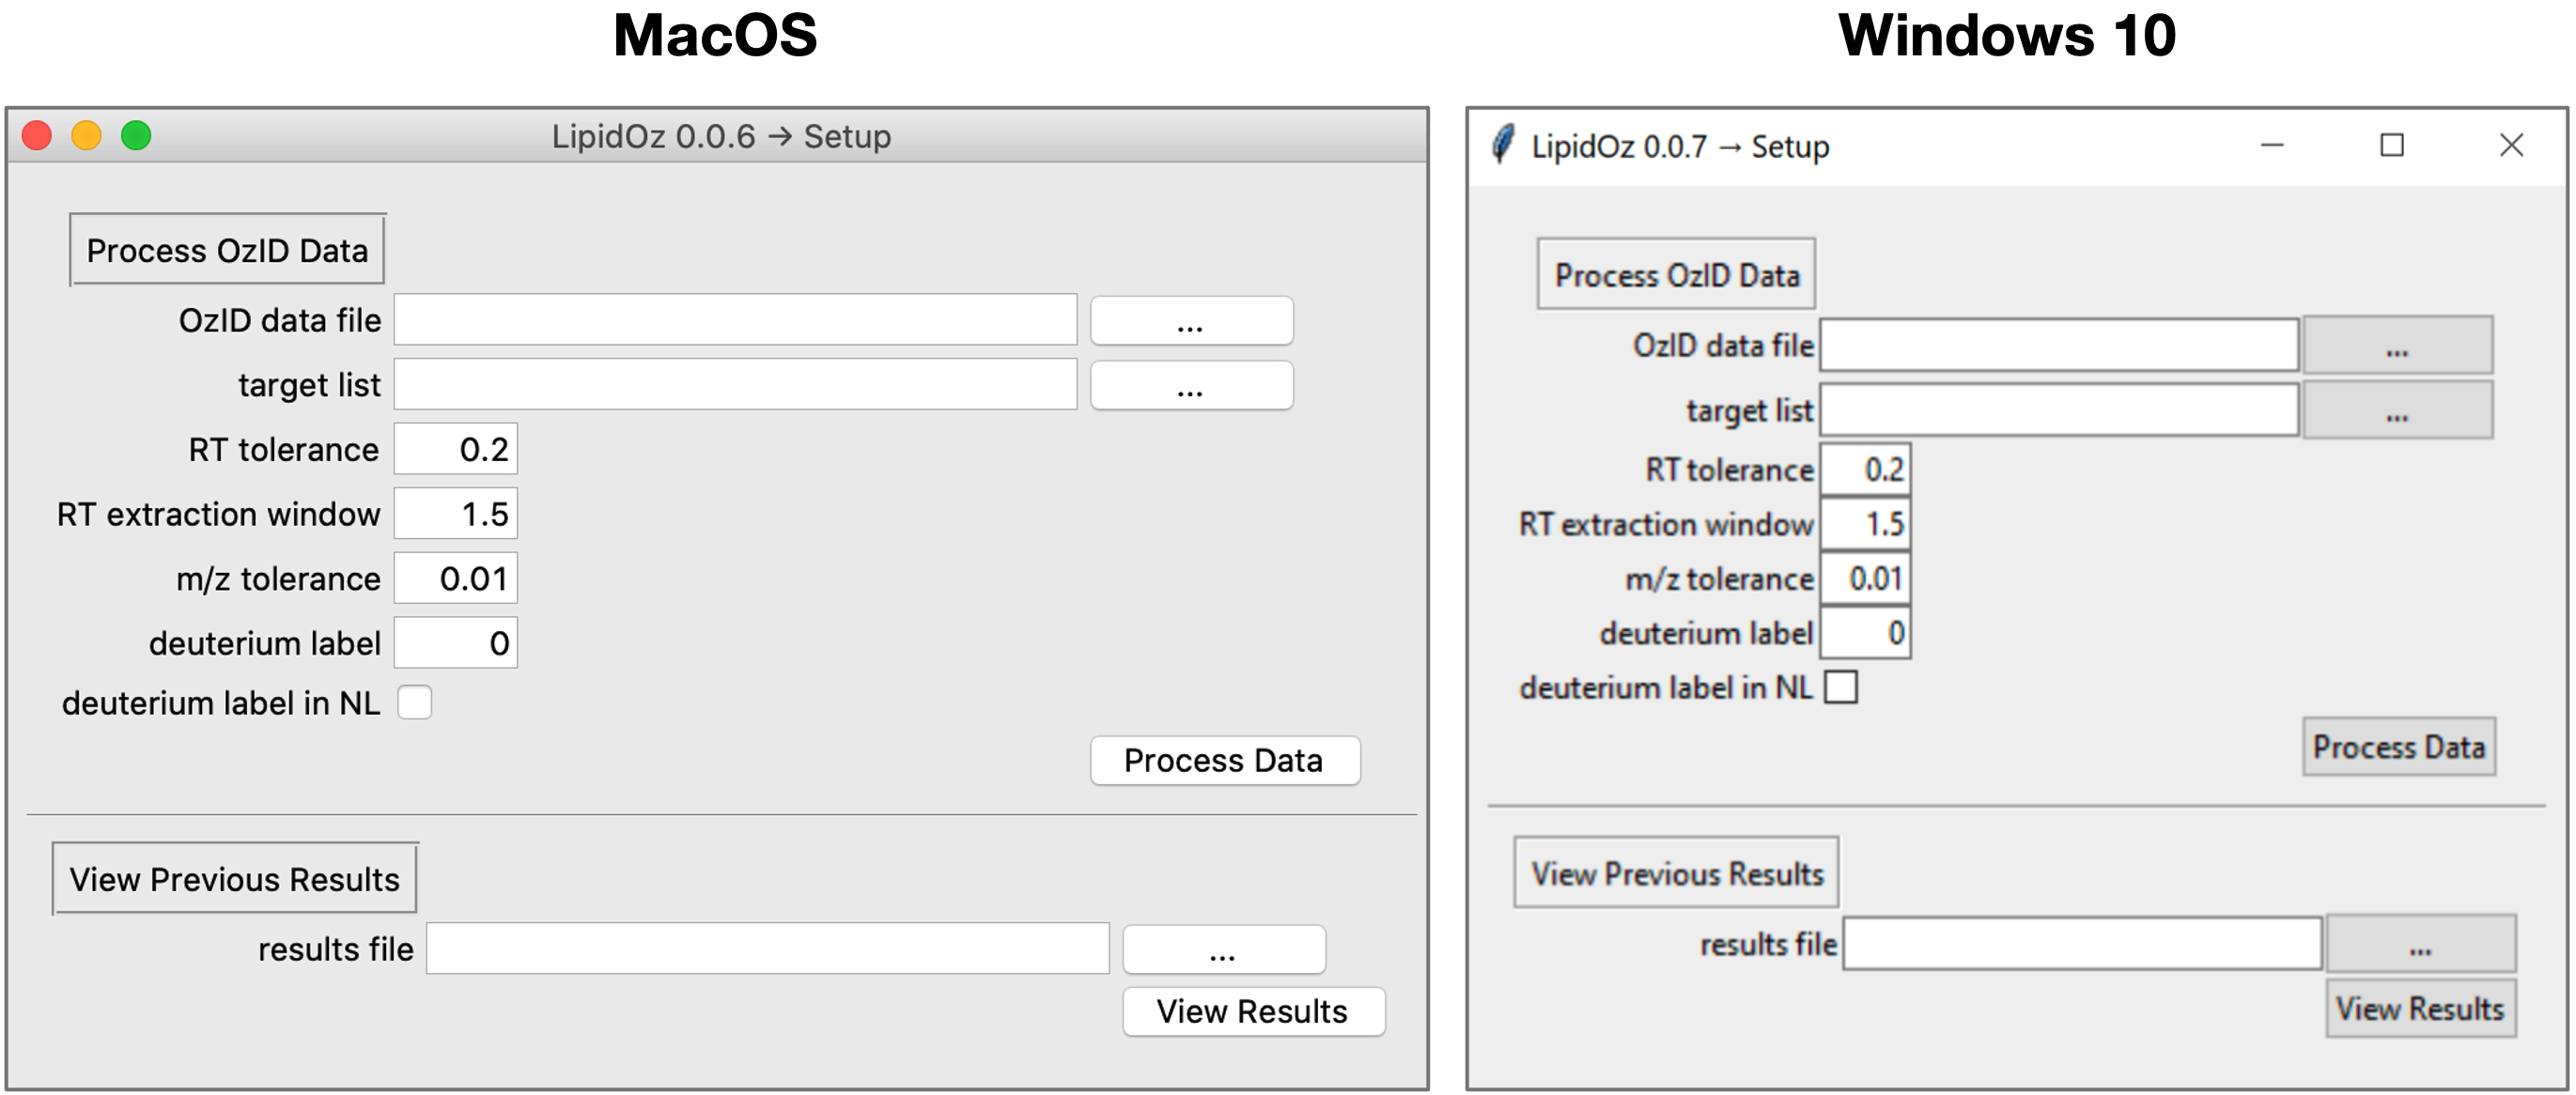 MacOS
LipidOz 0.0.6 → Setup
Process OzID Data
OzID data file ...
target list ...
RT tolerance 0.2
RT extraction window 1.5
m/z tolerance 0.01
deuterium label 0
deuterium label in NL
Process Data
View Previous Results
results file ...
View Results
Windows 10
LipidOz 0.0.7 → Setup
Process OzID Data
OzID data file ...
target list ...
RT tolerance 0.2
RT extraction window 1.5
m/z tolerance 0.01
deuterium label 0
deuterium label in NL
Process Data
View Previous Results
results file ...
View Results